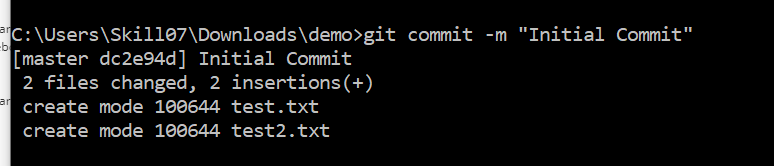 C:\Users\Skill07\Downloads\demo>git commit -m "Initial Commit"
[master dc2e94d] Initial Commit
 2 files changed, 2 insertions(+)
 create mode 100644 test.txt
 create mode 100644 test2.txt